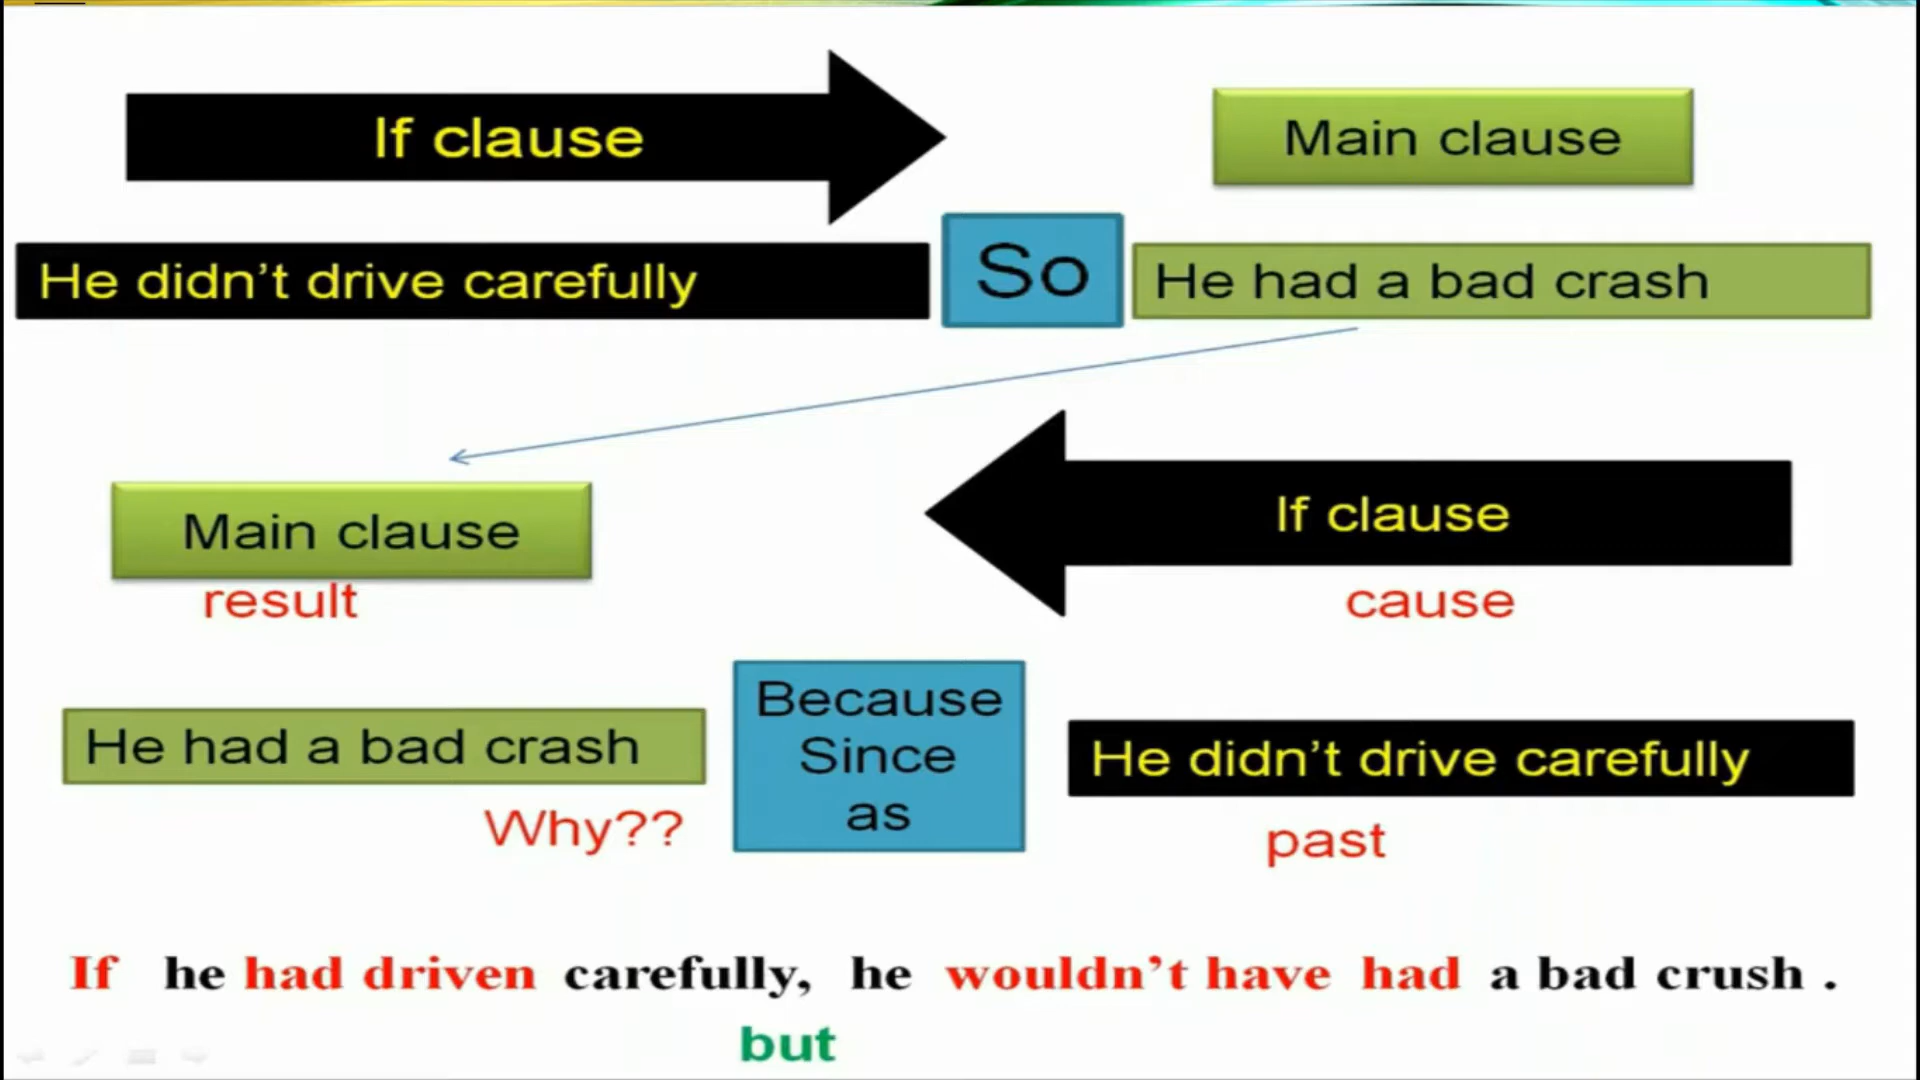 If clause
Main clause
He didn't drive carefully
So
He had a bad crash
Main clause
If clause
result
cause
He had a bad crash
Because
Since
as
He didn't drive carefully
Why??
past
If he had driven carefully, he wouldn't have had a bad crush .
but